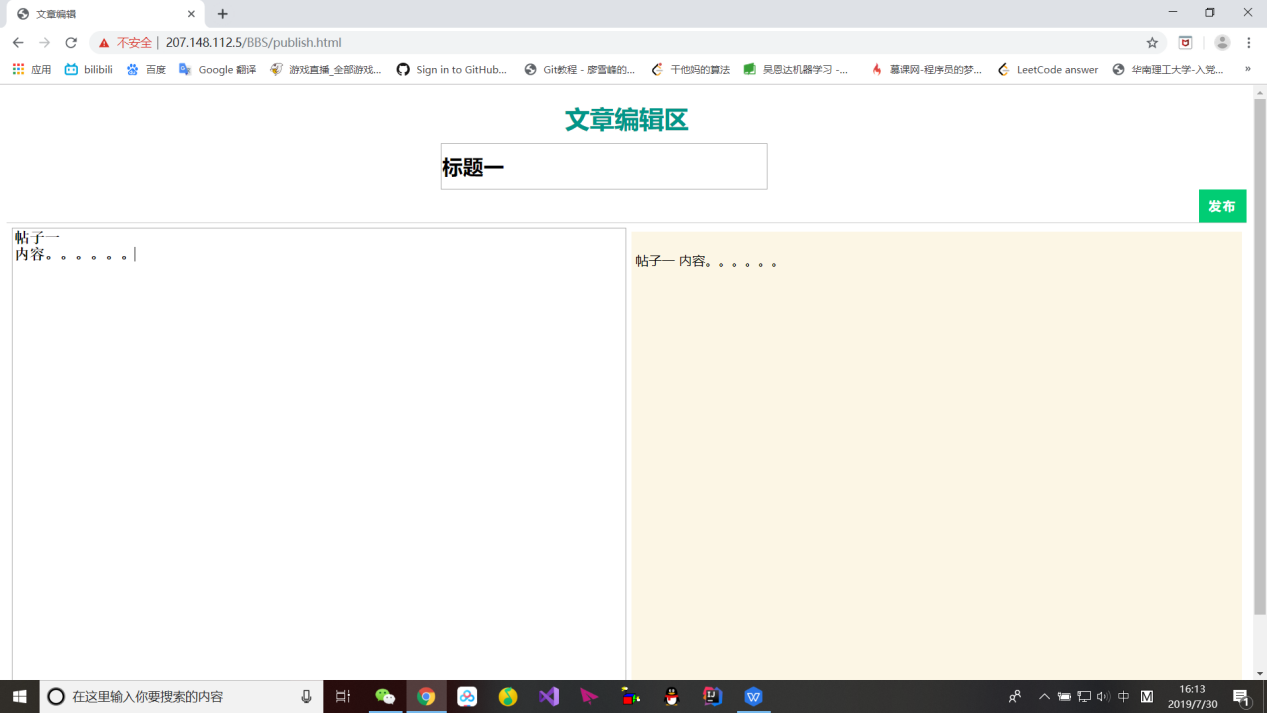 文章编辑
不安全 | 207.148.112.5/BBS/publish.html
应用 bilibili 百度 Google 翻译 游戏直播_全部游戏... Sign in to GitHub... Git教程 - 廖雪峰的... 干他妈的算法 吴恩达机器学习 -... 慕课网-程序员的梦... LeetCode answer 华南理工大学-入党... »
文章编辑区
标题一
发布
帖子一
内容。。。。。。
帖子一 内容。。。。。。
在这里输入你要搜索的内容
中
M
16:13
2019/7/30
1